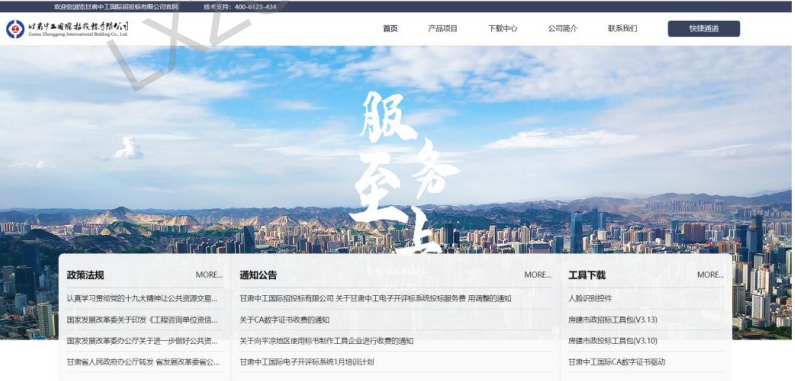 欢迎您浏览甘肃中工国际招投标有限公司官网 技术支持：400-6123-434
甘肃中工国际招投标有限公司
Gansu Zhonggong International Bidding Co., Ltd.
首页 产品项目 下载中心 公司简介 联系我们 快捷通道
服务
至上
政策法规 MORE...
认真学习贯彻党的十九大精神让公共资源交易...
国家发展改革委关于印发《工程咨询单位资信...
国家发展改革委办公厅关于进一步做好公共资...
甘肃省人民政府办公厅转发 省发展改革委省公...
通知公告 MORE...
甘肃中工国际招投标有限公司 关于甘肃中工电子开评标系统投标服务费 用调整的通知
关于CA数字证书收费的通知
关于向平凉地区使用标书制作工具企业进行收费的通知
甘肃中工国际电子开评标系统1月培训计划
工具下载 MORE...
人脸识别控件
房建市政招标工具包(V3.13)
房建市政投标工具包(V3.10)
甘肃中工国际CA数字证书驱动